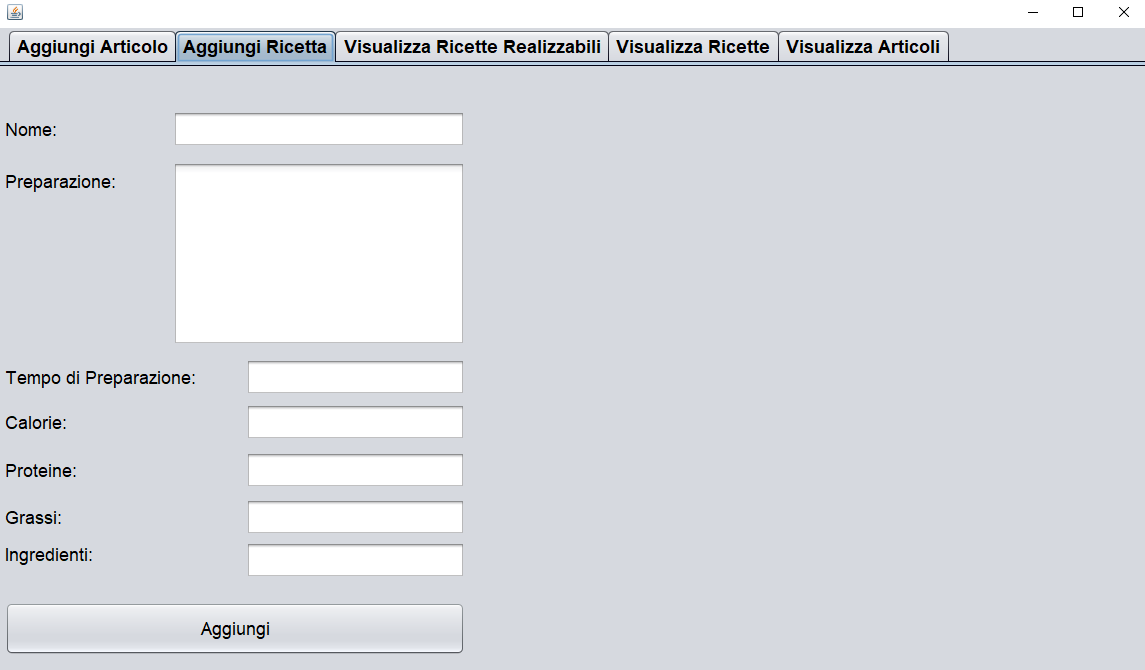 Aggiungi Articolo Aggiungi Ricetta Visualizza Ricette Realizzabili Visualizza Ricette Visualizza Articoli
Nome:
Preparazione:
Tempo di Preparazione:
Calorie:
Proteine:
Grassi:
Ingredienti:
Aggiungi